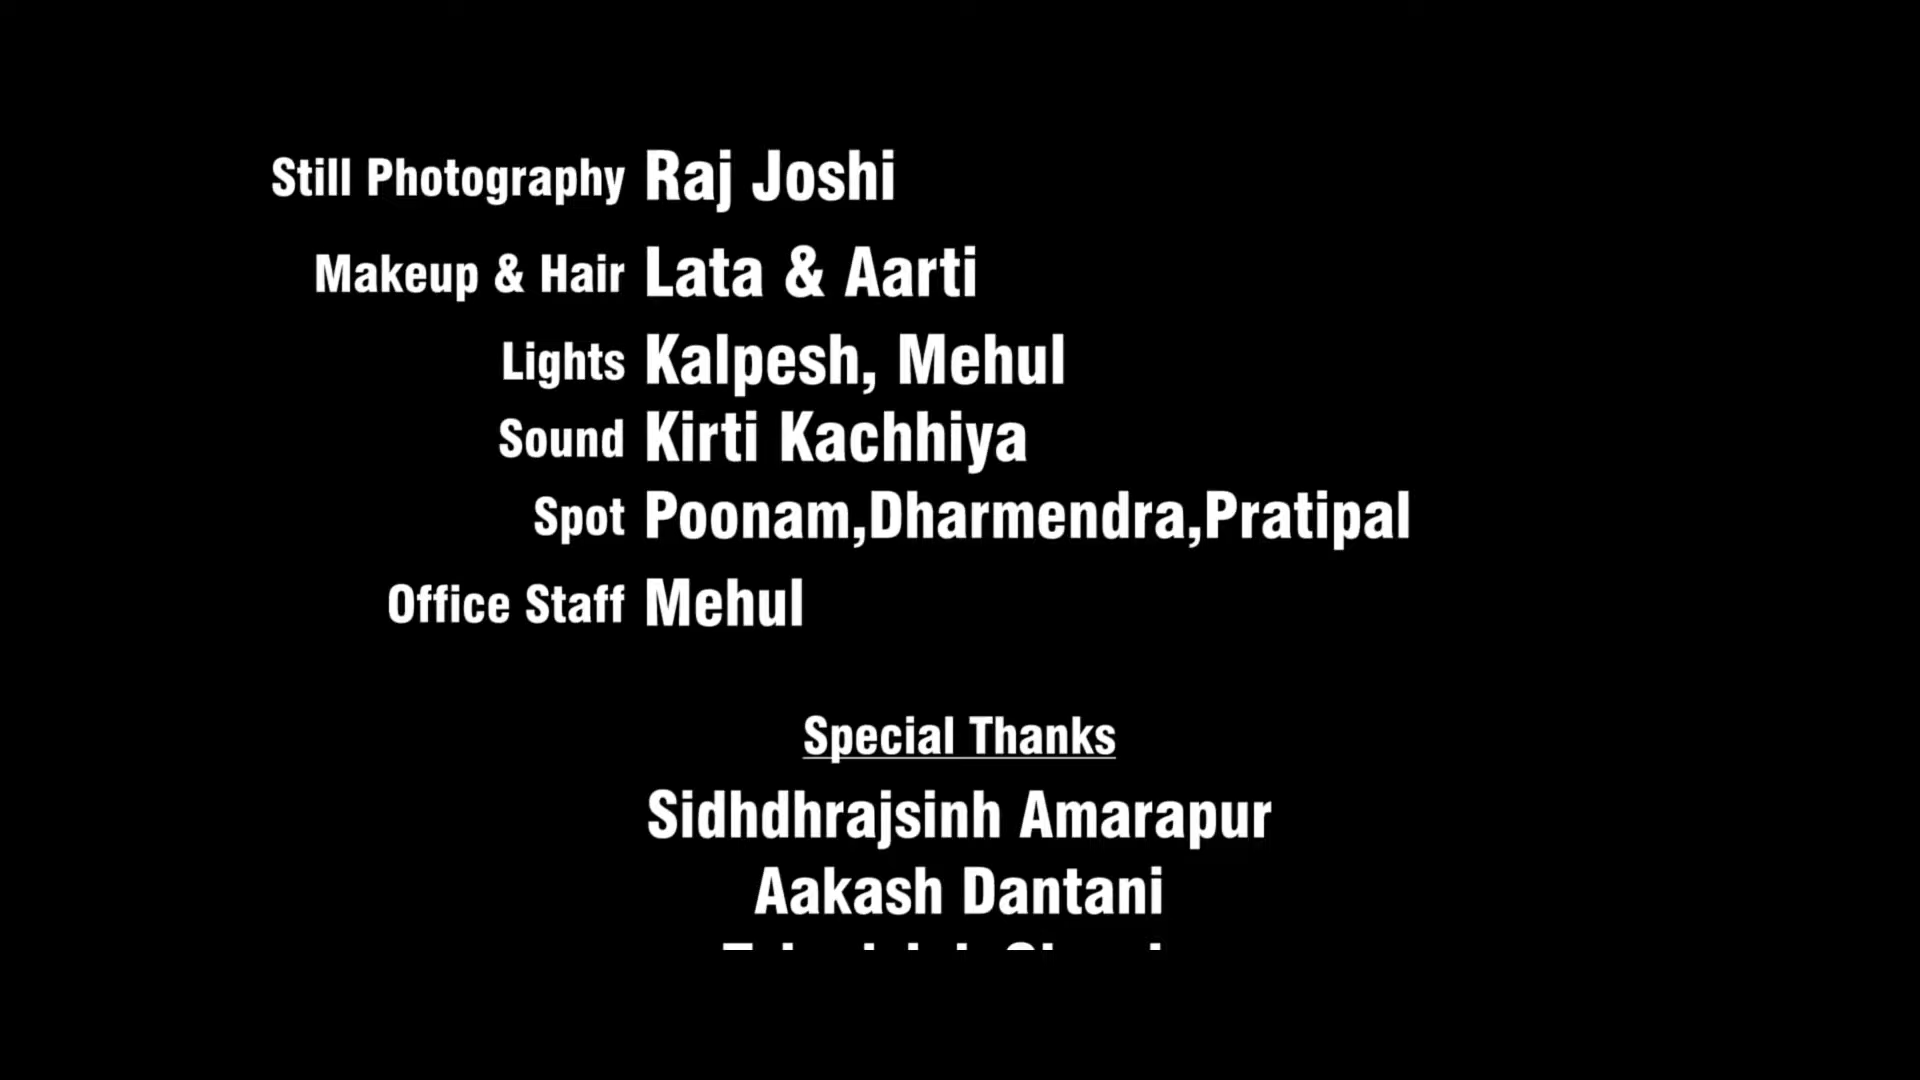 Still Photography Raj Joshi
Makeup & Hair Lata & Aarti
Lights Kalpesh, Mehul
Sound Kirti Kachhiya
Spot Poonam,Dharmendra,Pratipal
Office Staff Mehul
Special Thanks
Sidhdhrajsinh Amarapur
Aakash Dantani